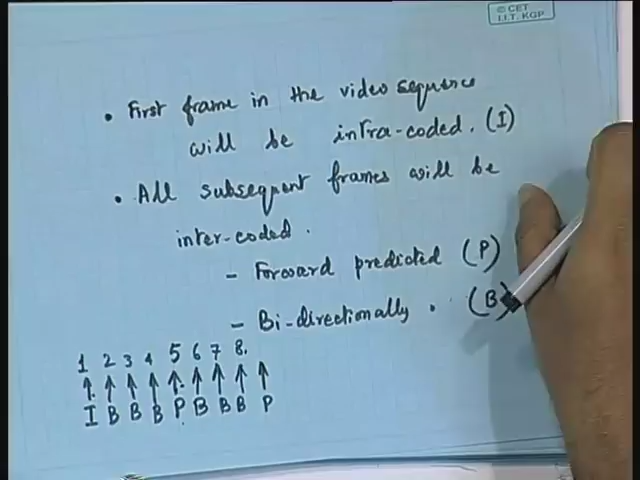 © CET
I.I.T. KGP
• First frame in the video sequence
will be intra-coded. (I)
• All subsequent frames will be
inter-coded.
- Forward predicted (P)
- Bi-directionally . (B)
1 2 3 4 5 6 7 8.
↑ ↑ ↑ ↑ ↑ ↑ ↑ ↑ ↑
I B B B P B B B P